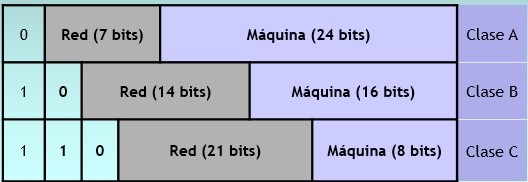 0 Red (7 bits) Máquina (24 bits) Clase A
1 0 Red (14 bits) Máquina (16 bits) Clase B
1 1 0 Red (21 bits) Máquina (8 bits) Clase C